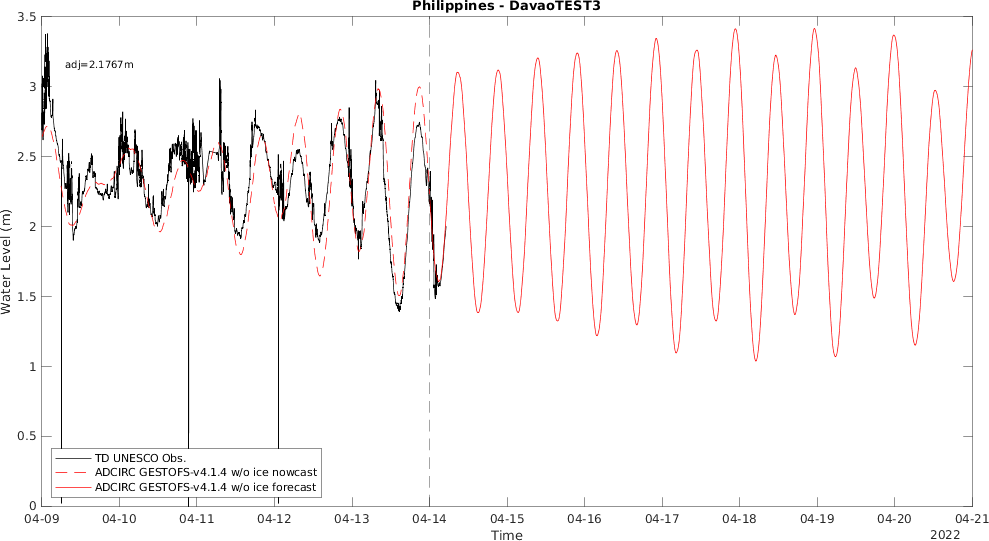 Philippines - DavaoTEST3
adj=2.1767m
3.5
3
2.5
2
1.5
1
0.5
0
Water Level (m)
TD UNESCO Obs.
ADCIRC GESTOFS-v4.1.4 w/o ice nowcast
ADCIRC GESTOFS-v4.1.4 w/o ice forecast
04-09 04-10 04-11 04-12 04-13 04-14 04-15 04-16 04-17 04-18 04-19 04-20 04-21
Time
2022